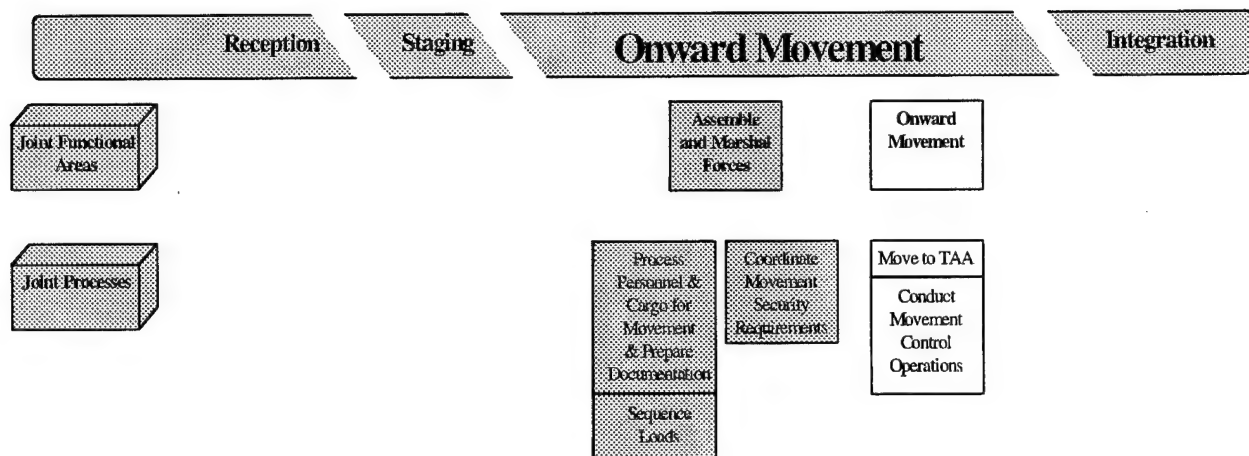 Reception
Staging
Onward Movement
Integration
Joint Functional
Areas
Assemble
and Marshal
Forces
Onward
Movement
Joint Processes
Process
Personnel &
Cargo for
Movement
& Prepare
Documentation
Sequence
Loads
Coordinate
Movement
Security
Requirements
Move to TAA
Conduct
Movement
Control
Operations